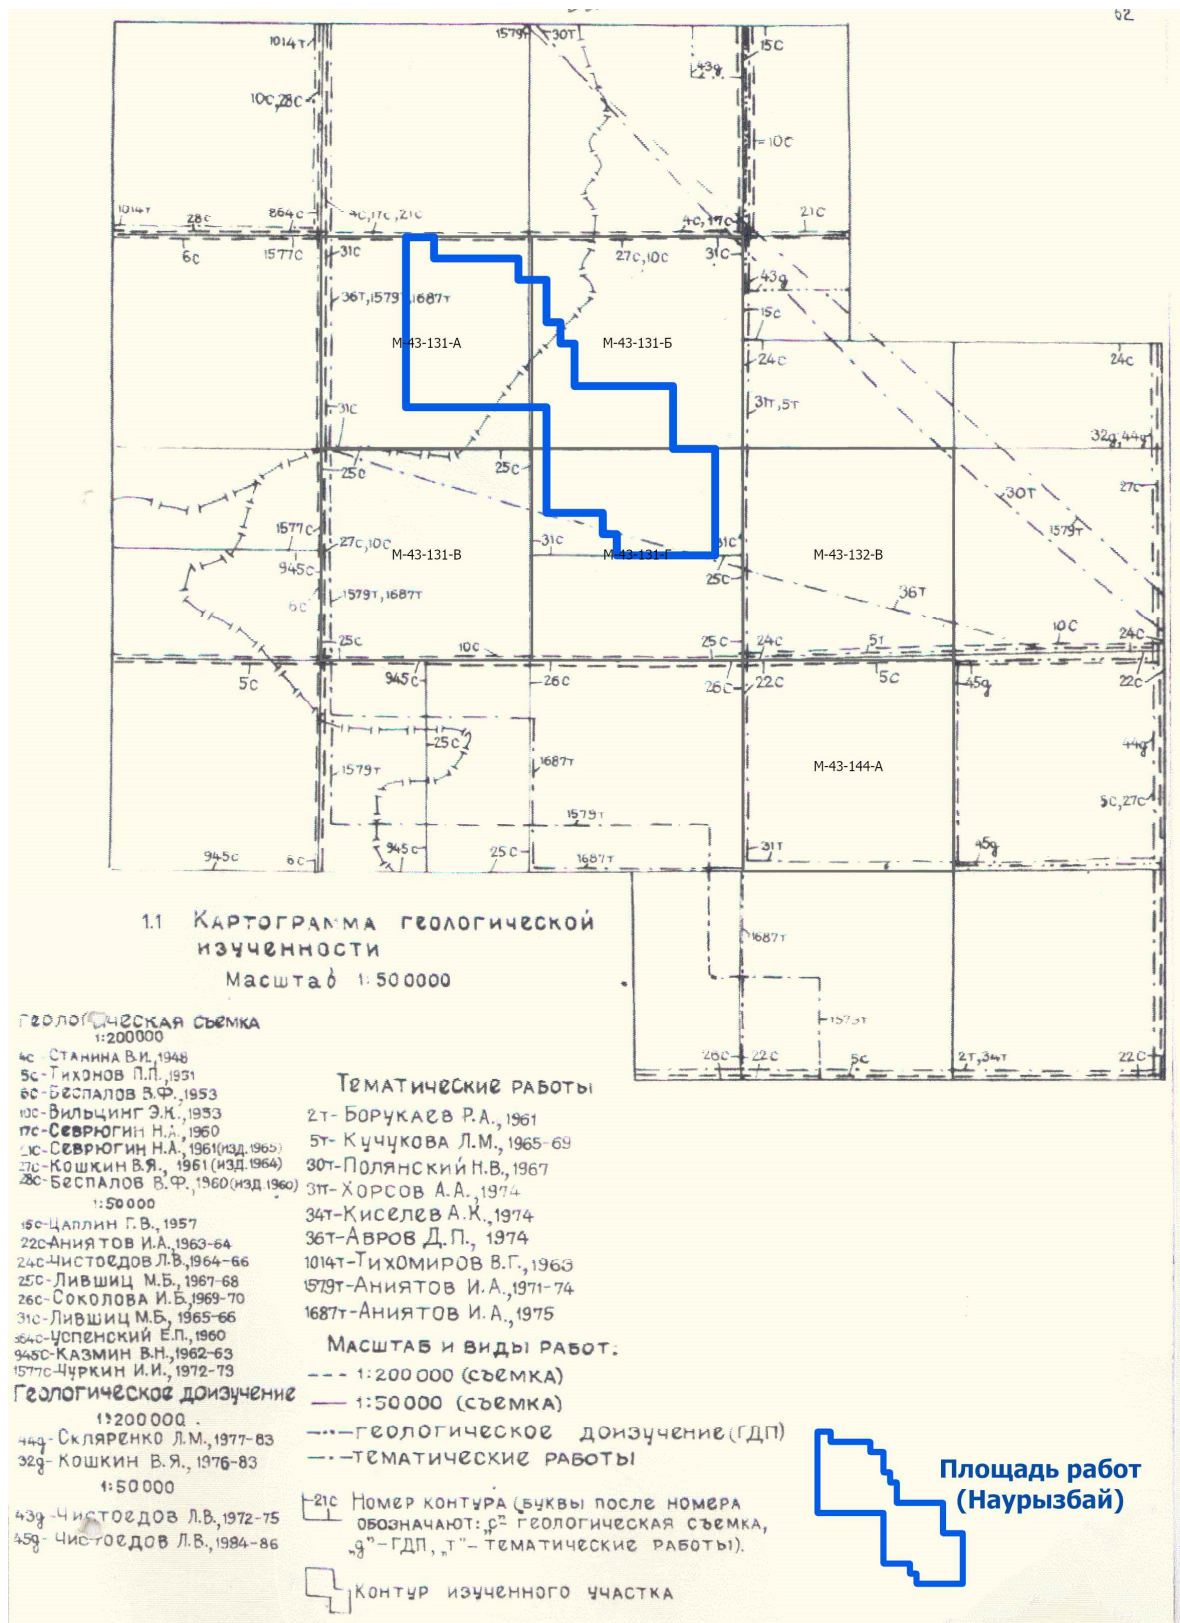 62
1014т
1579т
30т
43g
15с
10с,28с
10с
1014т
28с
864с
4с,17с,21с
4с,17с
21с
6с
1577с
31с
27с,10с
31с
43g
36т,1579т,1687т
15с
М-43-131-А
М-43-131-Б
24с
24с
31с
31т,5т
32g,44g
25с
25с
27с
30т
1577с
27с,10с
31с
31с
1579т
М-43-131-В
М-43-131-Г
М-43-132-В
945с
25с
6с
1579т,1687т
36т
25с
10с
25с
24с
5т
10с
24с
5с
945с
26с
26с
22с
5с
45g
22с
25с
44g
1579т
1687т
М-43-144-А
5с,27с
1579т
945с
6с
945с
25с
1687т
31т
45g
1.1 Картограмма геологической
изученности
Масштаб 1:500000
1687т
26с
22с
5с
2т,34т
22с
Геологическая съемка
1:200000
4с-Станина В.И.,1948
5с-Тихонов П.П.,1951
6с-Беспалов В.Ф.,1953
10с-Вильцинг Э.К.,1953
17с-Севрюгин Н.А.,1960
21с-Севрюгин Н.А.,1961(изд.1965)
27с-Кошкин В.Я., 1961(изд.1964)
28с-Беспалов В.Ф.,1960(изд.1960)
1:50000
15с-Цаплин Г.В.,1957
22с-Аниятов И.А.,1963-64
24с-Чистоедов Л.В.,1964-66
25с-Лившиц М.Б.,1967-68
26с-Соколова И.Б.,1969-70
31с-Лившиц М.Б., 1965-66
864с-Успенский Е.П.,1960
945с-Казмин В.Н.,1962-63
1577с-Чуркин И.И.,1972-73
Геологическое доизучение
1:200000.
44g-Скляренко Л.М.,1977-83
32g-Кошкин В.Я.,1976-83
1:50000
43g-Чистоедов Л.В.,1972-75
45g-Чистоедов Л.В.,1984-86
Тематические работы
2т-Борукаев Р.А.,1961
5т-Кучукова Л.М.,1965-69
30т-Полянский Н.В.,1967
31т-Хорсов А.А.,1974
34т-Киселев А.К.,1974
36т-Авров Д.П., 1974
1014т-Тихомиров В.Г.,1963
1579т-Аниятов И.А.,1971-74
1687т-Аниятов И.А.,1975
Масштаб и виды работ:
1:200000 (съемка)
1:50000 (съемка)
геологическое доизучение(ГДП)
тематические работы
21с Номер контура (буквы после номера
обозначают: „с"- геологическая съемка,
„g"-ГДП, „т"- тематические работы).
Контур изученного участка
Площадь работ
(Наурызбай)